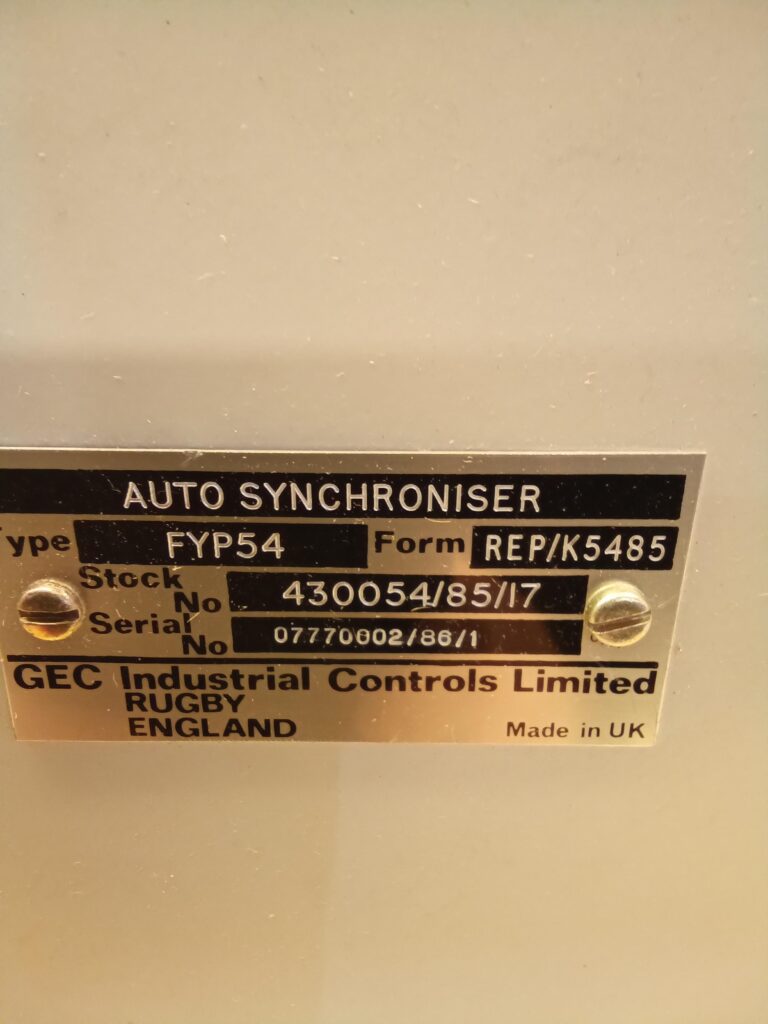 AUTO SYNCHRONISER
ype FYP54 Form REP/K5485
Stock No 430054/85/17
Serial No 07770002/86/1
GEC Industrial Controls Limited
RUGBY
ENGLAND Made in UK